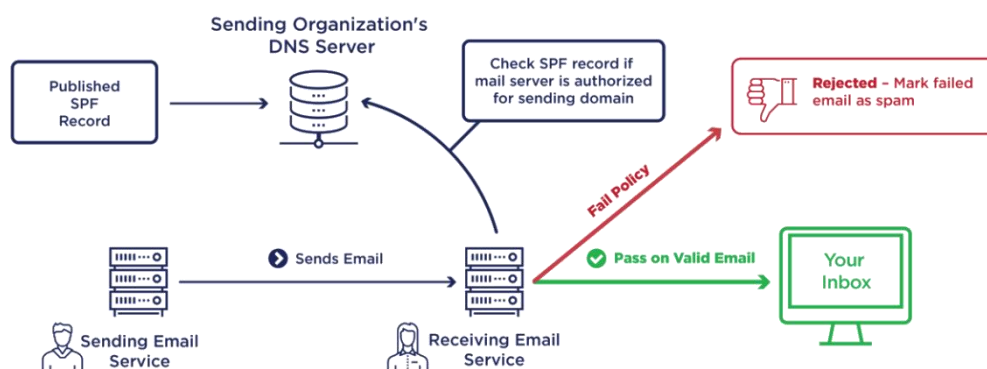 Sending Organization's
DNS Server
Published
SPF
Record
Check SPF record if
mail server is authorized
for sending domain
Rejected – Mark failed
email as spam
Fail Policy
Sends Email
Pass on Valid Email
Your
Inbox
Sending Email
Service
Receiving Email
Service